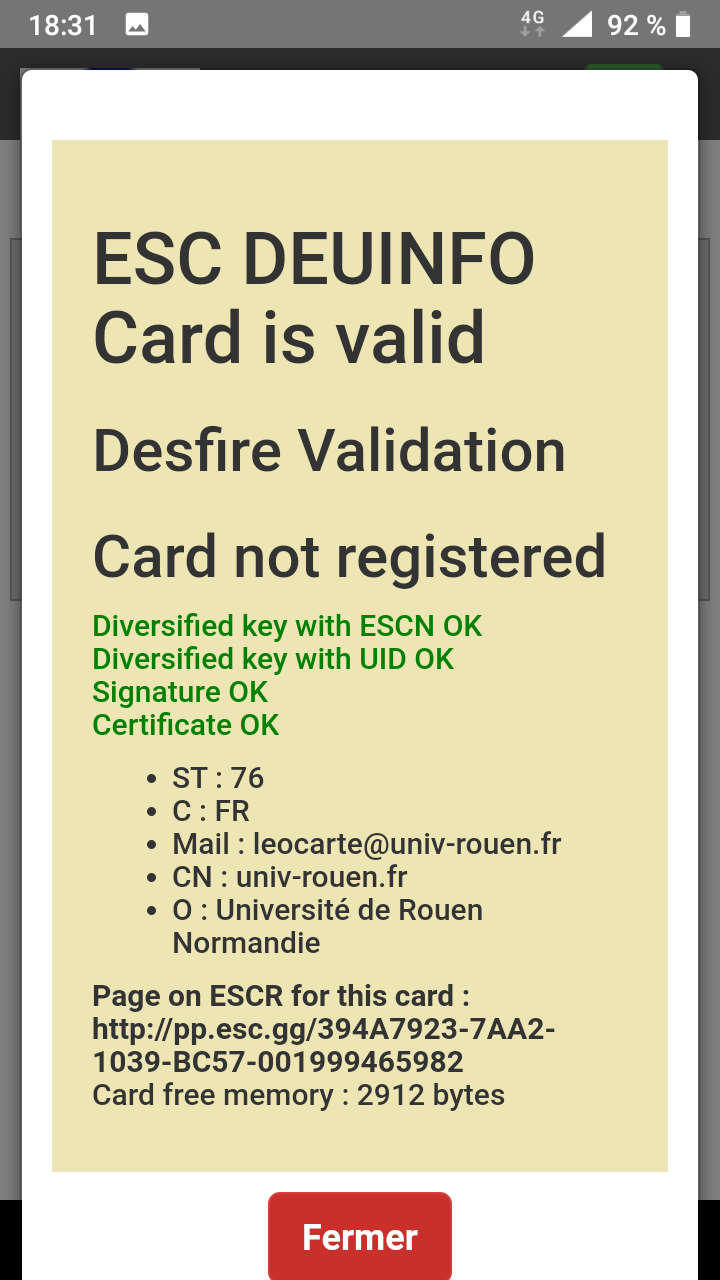 18:31 4G 92 %
ESC DEUINFO
Card is valid
Desfire Validation
Card not registered
Diversified key with ESCN OK
Diversified key with UID OK
Signature OK
Certificate OK
• ST : 76
• C : FR
• Mail : leocarte@univ-rouen.fr
• CN : univ-rouen.fr
• O : Université de Rouen
Normandie
Page on ESCR for this card :
http://pp.esc.gg/394A7923-7AA2-
1039-BC57-001999465982
Card free memory : 2912 bytes
Fermer